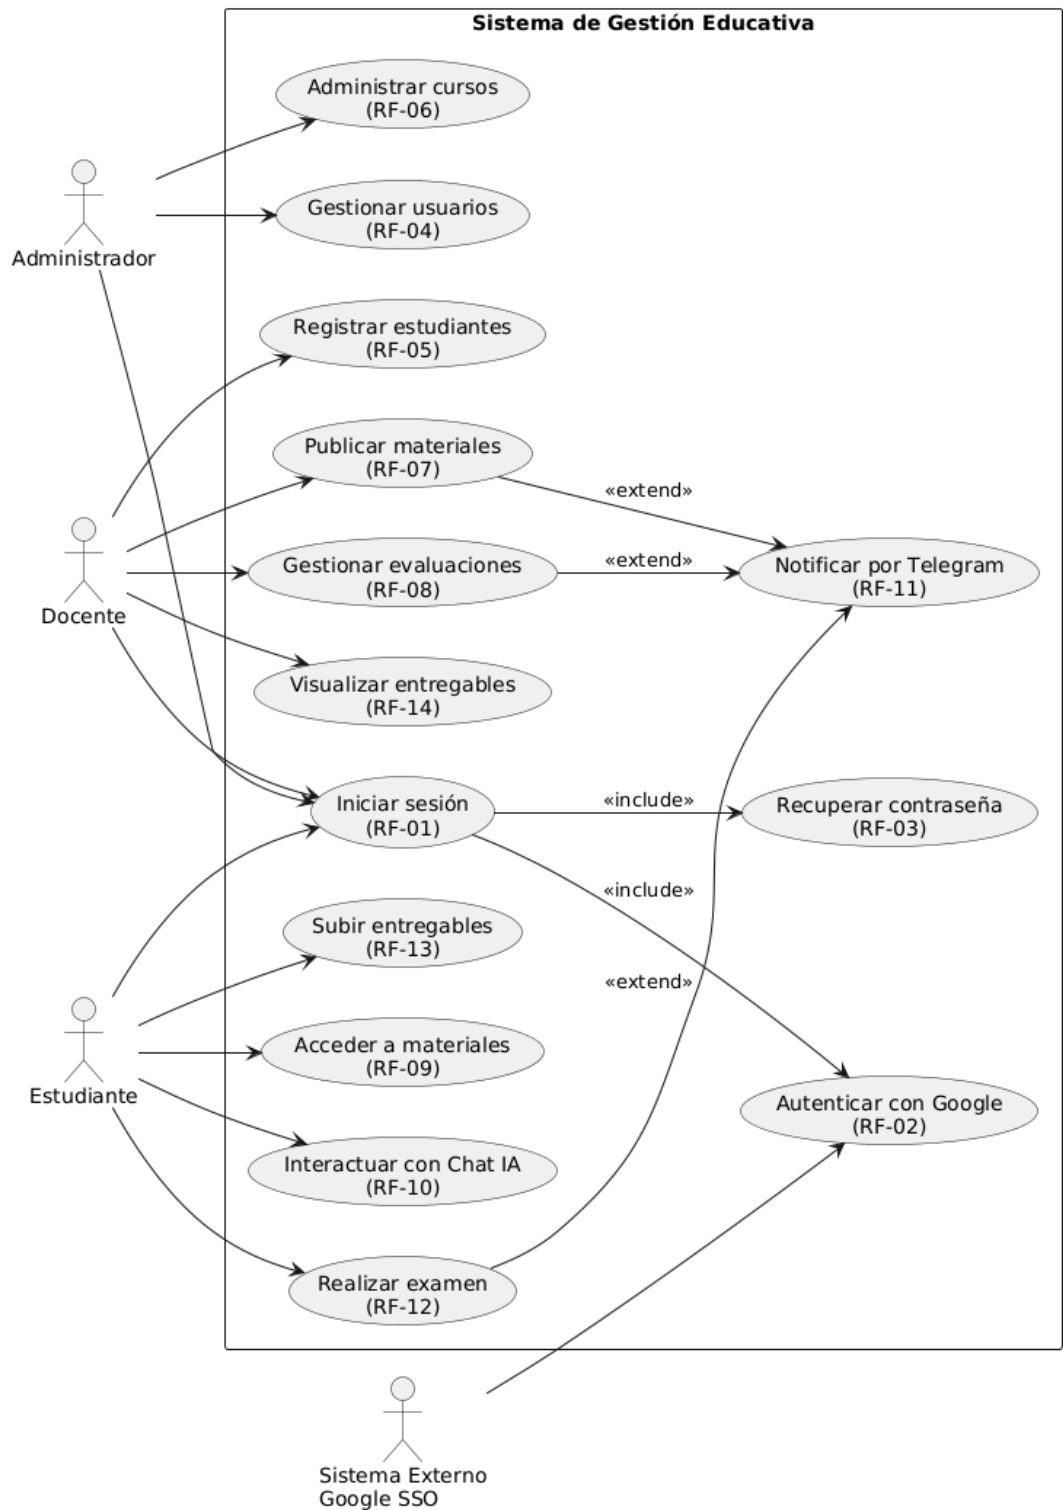 Sistema de Gestión Educativa
Administrar cursos
(RF-06)
Gestionar usuarios
(RF-04)
Administrador
Registrar estudiantes
(RF-05)
Publicar materiales
(RF-07)
«extend»
Gestionar evaluaciones
(RF-08)
«extend»
Notificar por Telegram
(RF-11)
Docente
Visualizar entregables
(RF-14)
Iniciar sesión
(RF-01)
«include»
Recuperar contraseña
(RF-03)
«include»
Subir entregables
(RF-13)
«extend»
Acceder a materiales
(RF-09)
Estudiante
Autenticar con Google
(RF-02)
Interactuar con Chat IA
(RF-10)
Realizar examen
(RF-12)
Sistema Externo
Google SSO